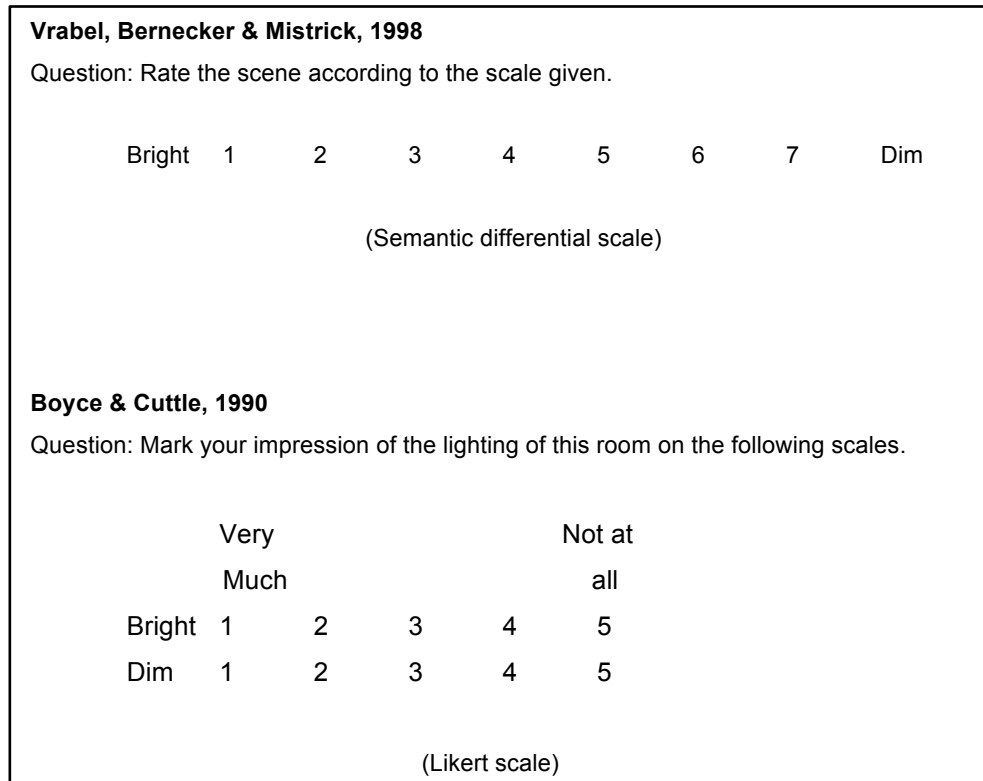 Vrabel, Bernecker & Mistrick, 1998
Question: Rate the scene according to the scale given.
Bright 1 2 3 4 5 6 7 Dim
(Semantic differential scale)
Boyce & Cuttle, 1990
Question: Mark your impression of the lighting of this room on the following scales.
Very Not at
Much all
Bright 1 2 3 4 5
Dim 1 2 3 4 5
(Likert scale)